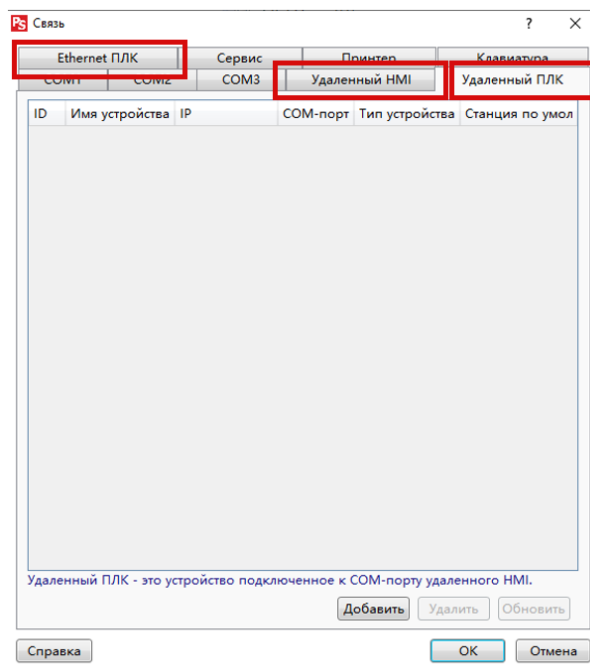 PS Связь ? ×
Ethernet ПЛК Сервис Принтер Клавиатура
COM1 COM2 COM3 Удаленный HMI Удаленный ПЛК
ID Имя устройства IP COM-порт Тип устройства Станция по умол
Удаленный ПЛК - это устройство подключенное к COM-порту удаленного HMI.
Добавить Удалить Обновить
Справка OK Отмена